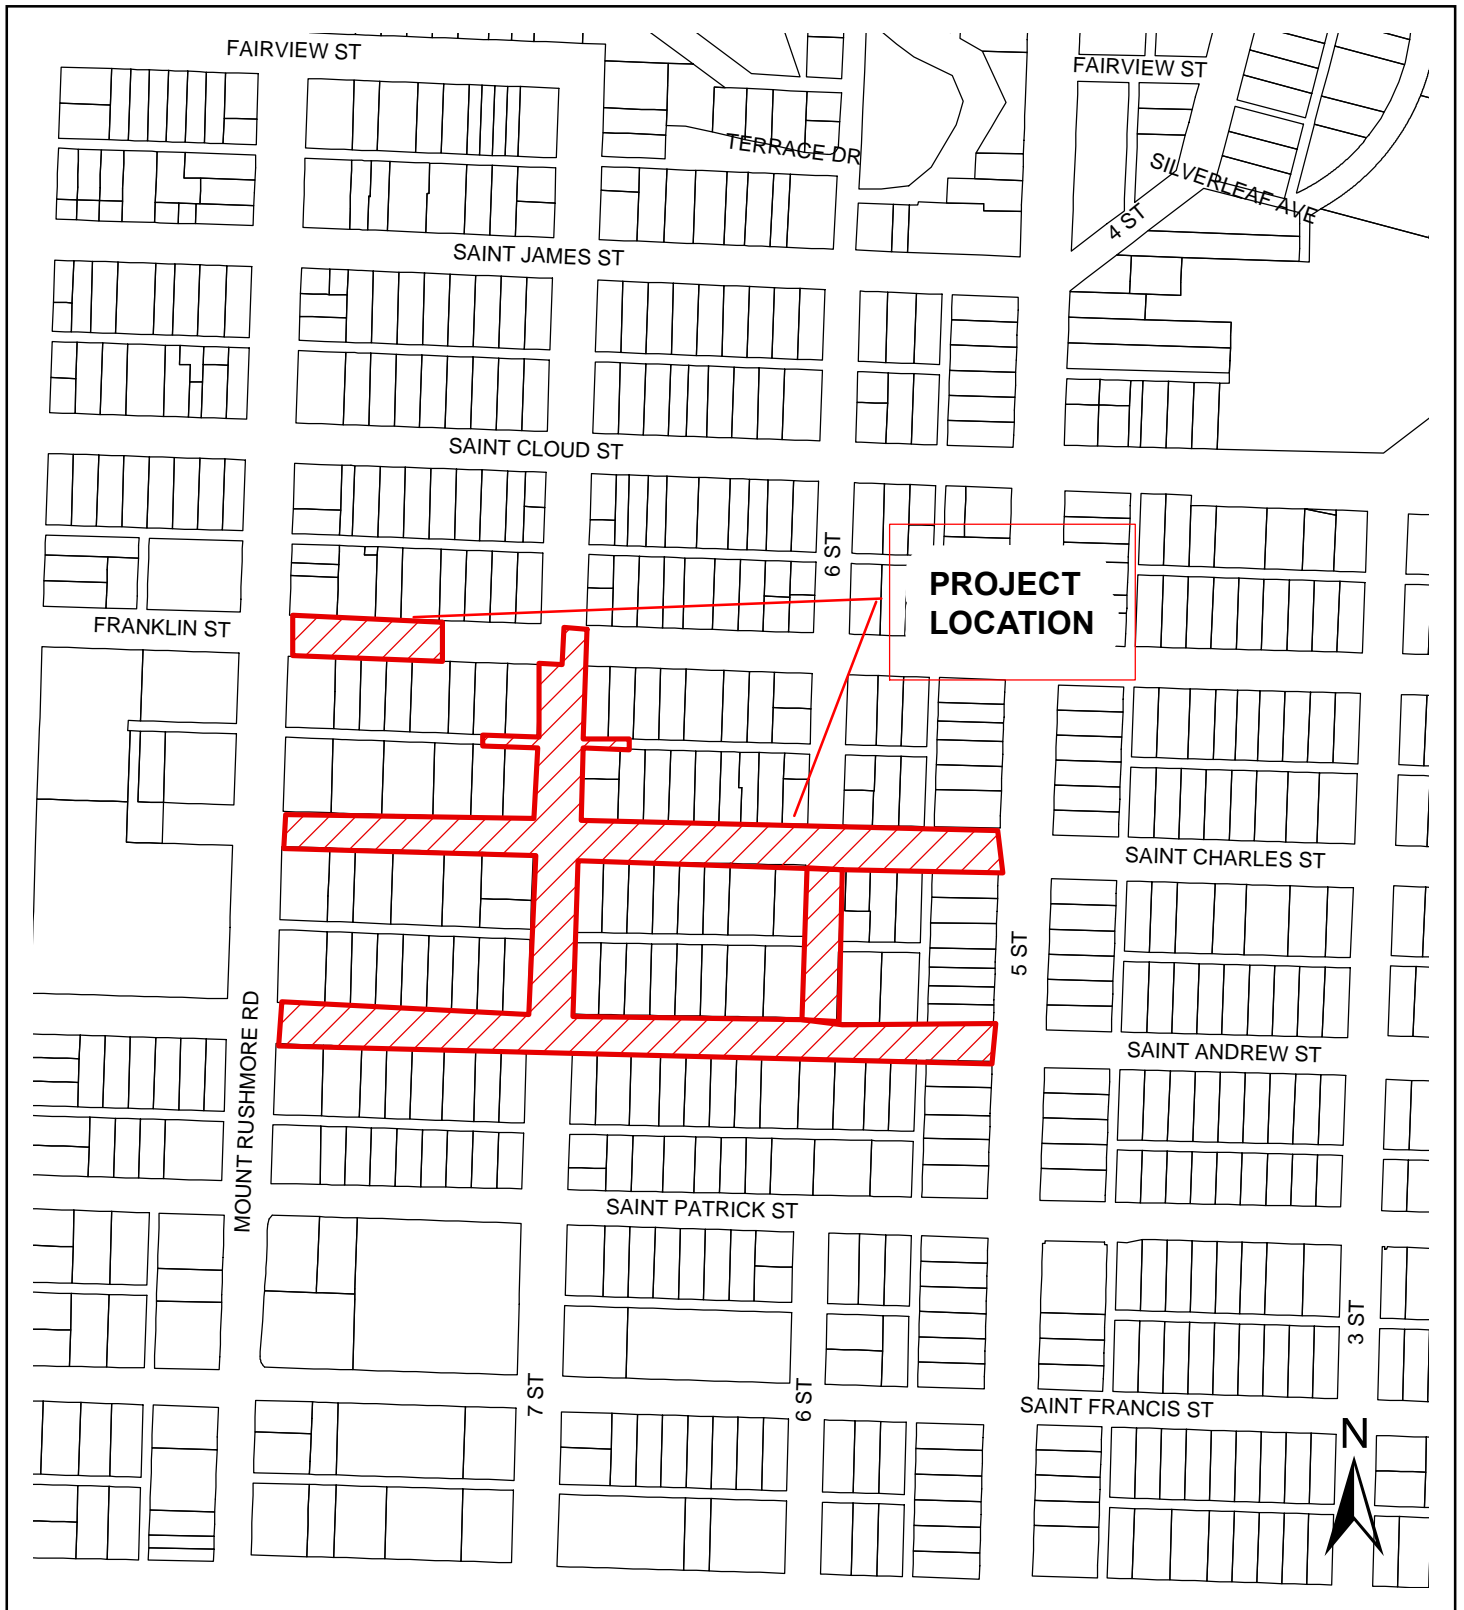 FAIRVIEW ST
FAIRVIEW ST
TERRACE DR
SILVERLEAF AVE
4 ST
SAINT JAMES ST
SAINT CLOUD ST
6 ST
PROJECT
LOCATION
FRANKLIN ST
SAINT CHARLES ST
5 ST
MOUNT RUSHMORE RD
SAINT ANDREW ST
SAINT PATRICK ST
3 ST
7 ST
6 ST
SAINT FRANCIS ST
N